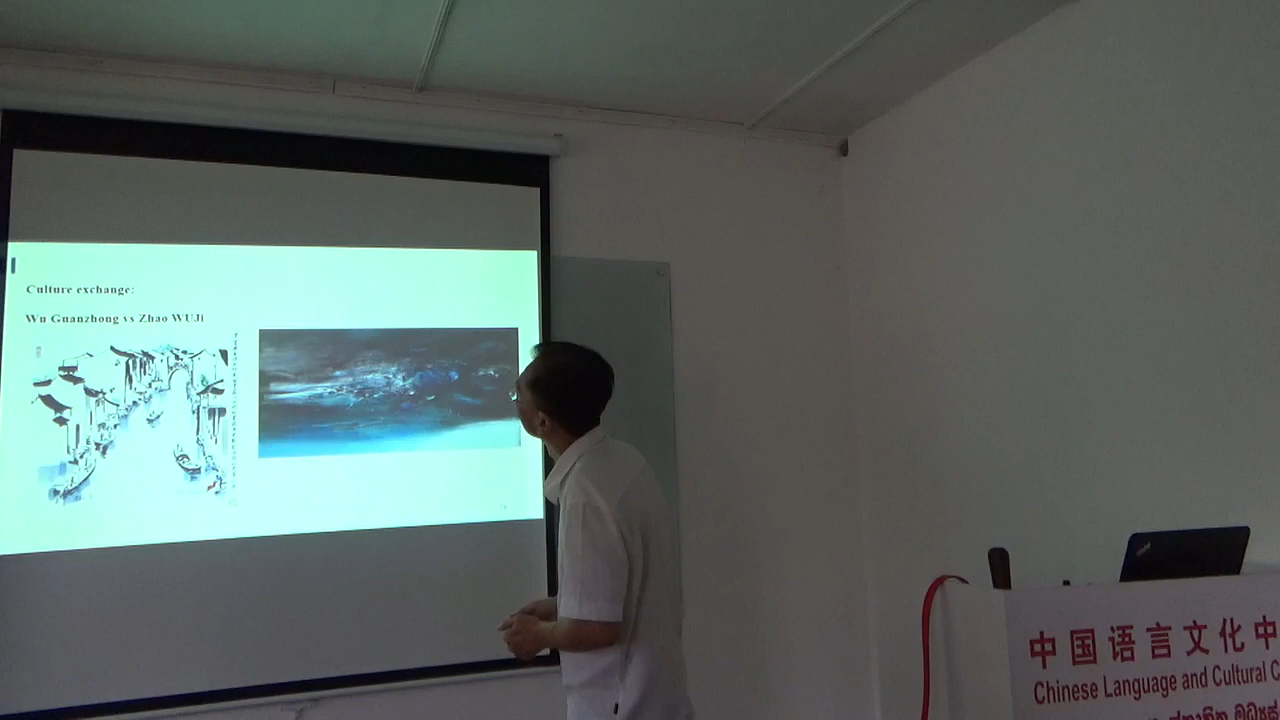 Culture exchange:
Wu Guanzhong vs Zhao WUJi
中国语言文化中
Chinese Language and Cultural C